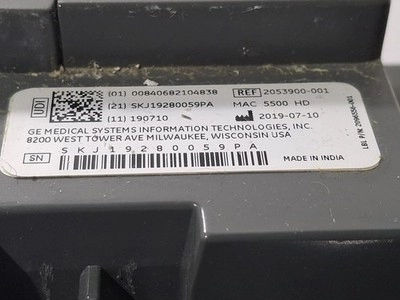 UDI
(01) 00840682104838 REF 2053900-001
(21) SKJ19280059PA MAC 5500 HD
(11) 190710 2019-07-10
GE MEDICAL SYSTEMS INFORMATION TECHNOLOGIES, INC.
8200 WEST TOWER AVE MILWAUKEE, WISCONSIN USA
SN SKJ19280059PA MADE IN INDIA